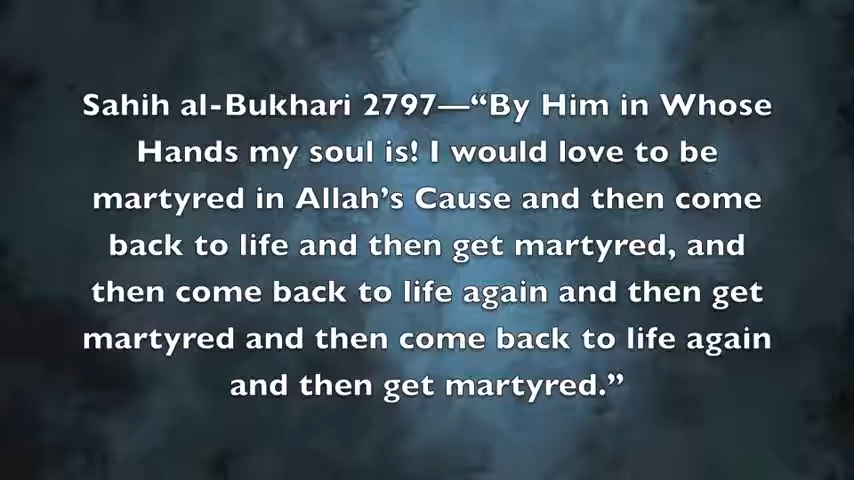 Sahih al-Bukhari 2797—“By Him in Whose
Hands my soul is! I would love to be
martyred in Allah’s Cause and then come
back to life and then get martyred, and
then come back to life again and then get
martyred and then come back to life again
and then get martyred.”